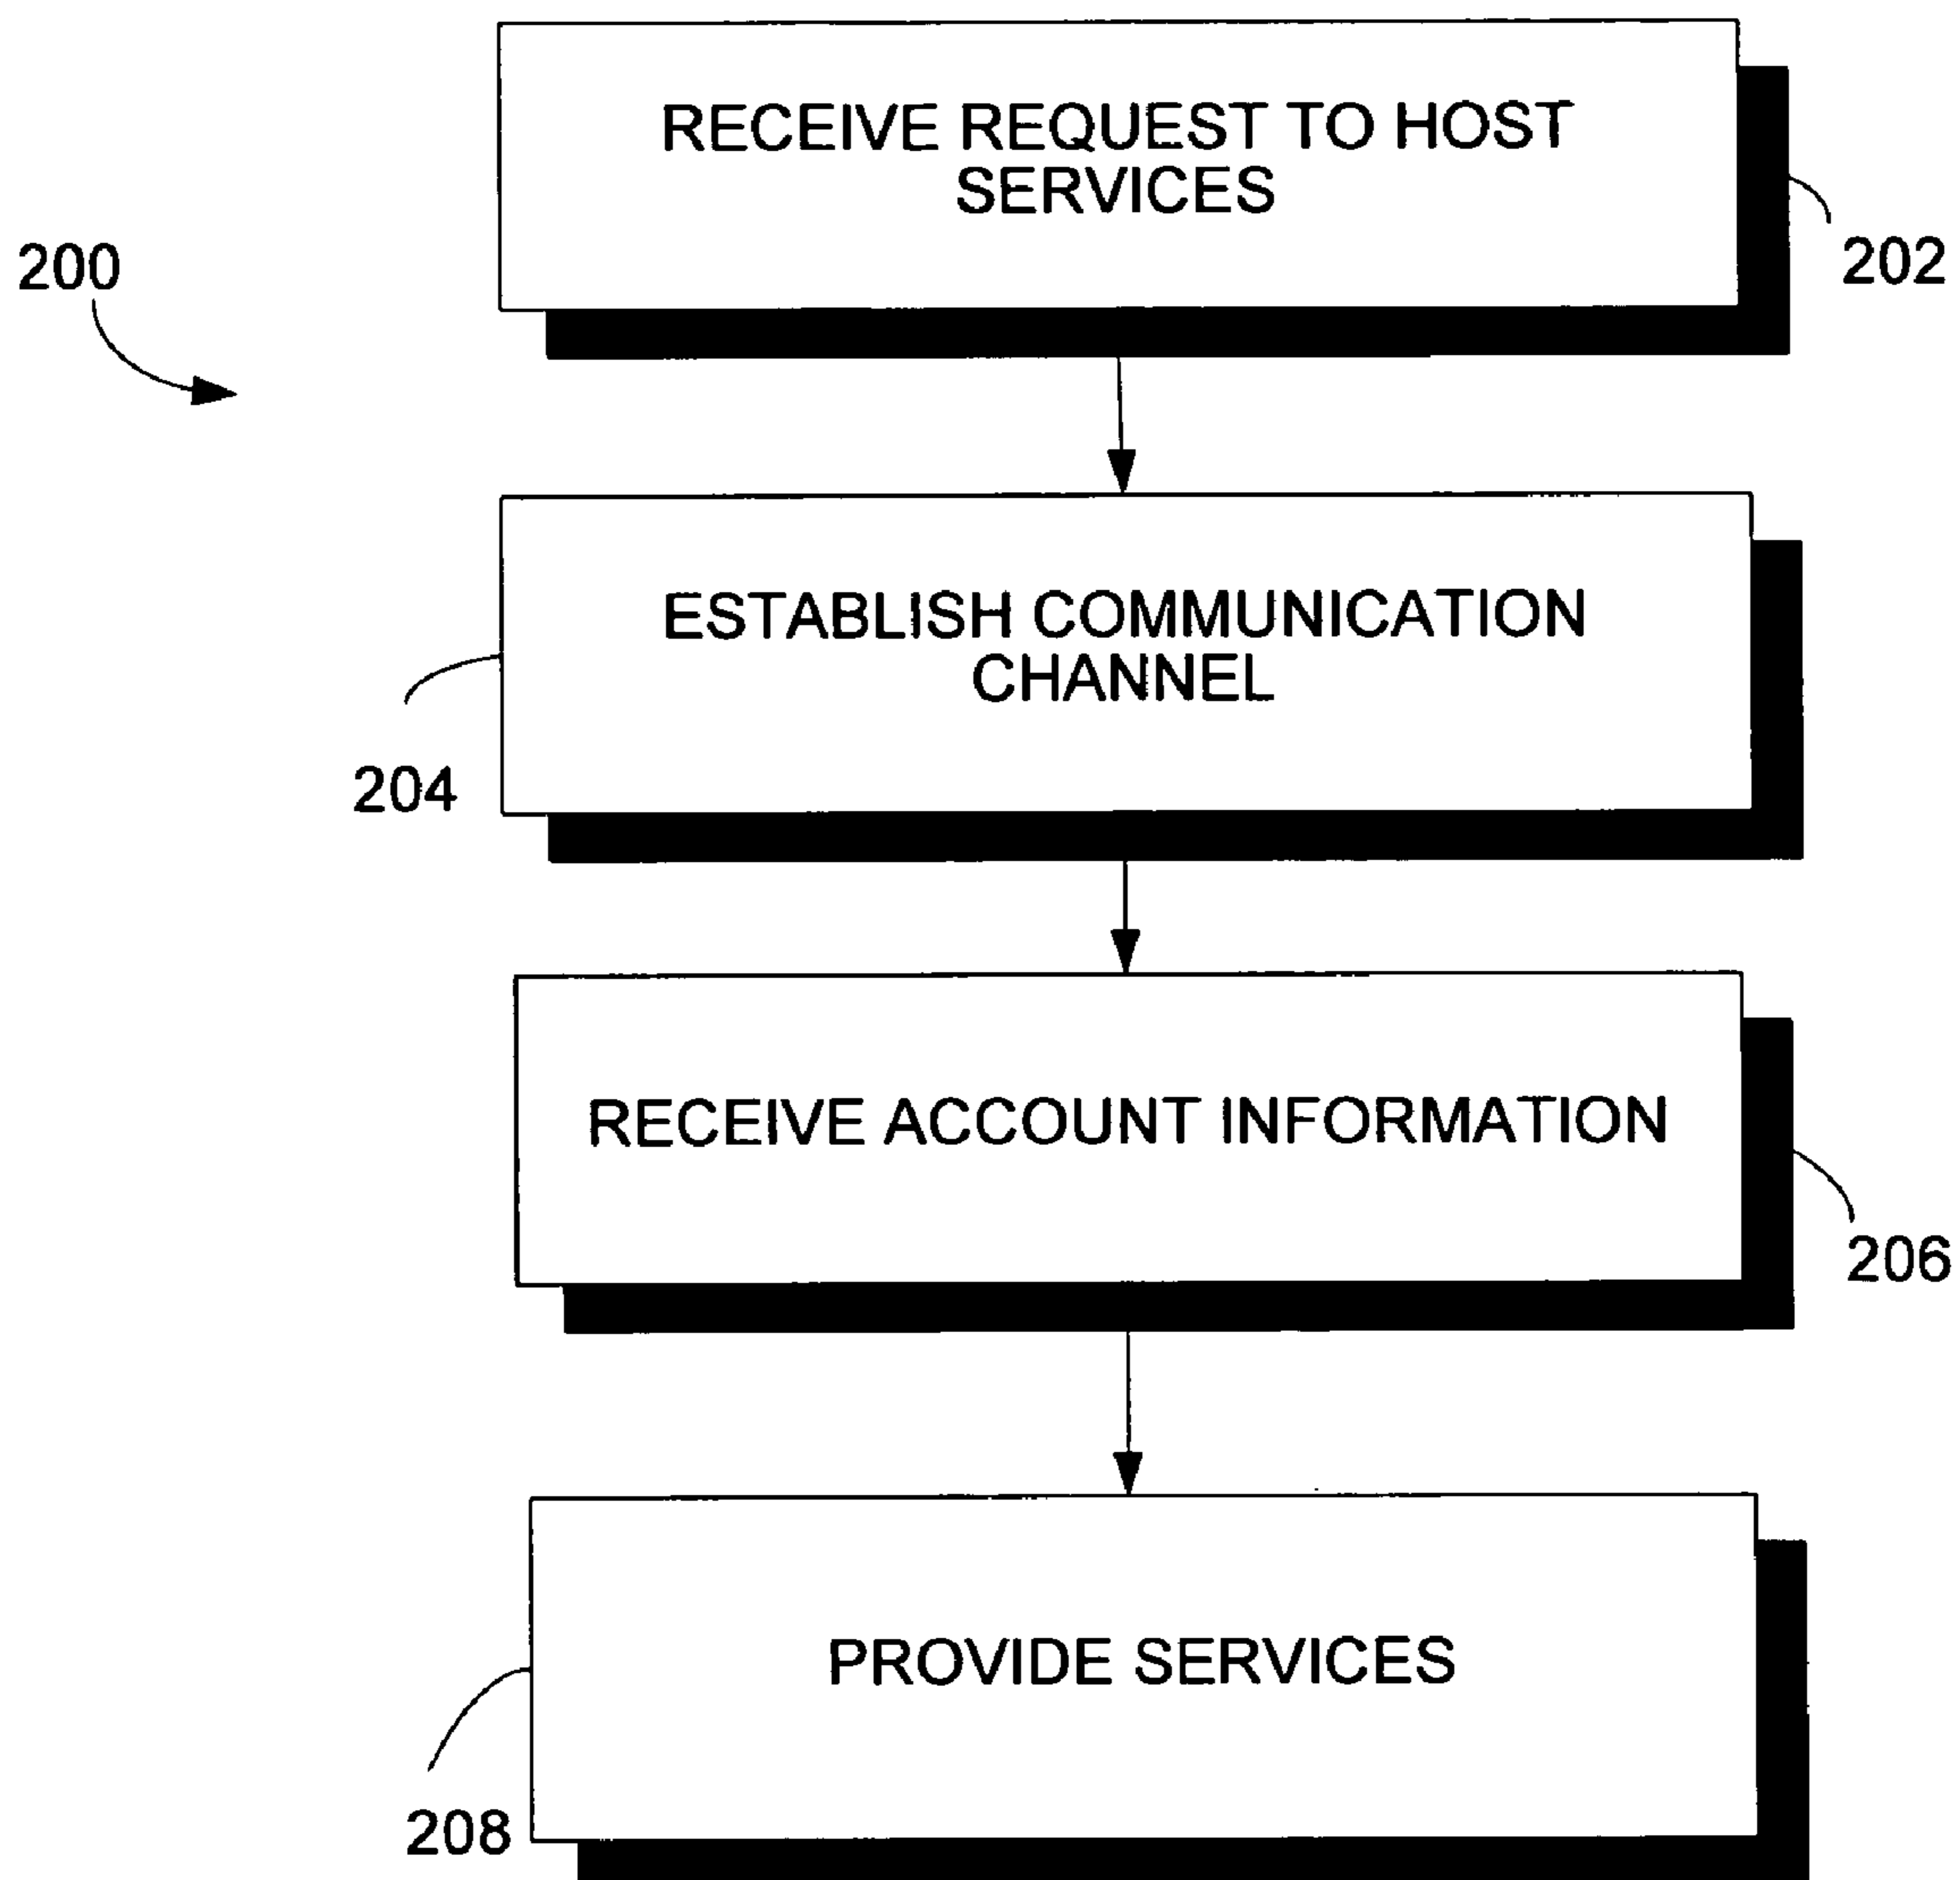 RECEIVE REQUEST TO HOST
SERVICES
200
202
ESTABLISH COMMUNICATION
CHANNEL
204
RECEIVE ACCOUNT INFORMATION
206
PROVIDE SERVICES
208